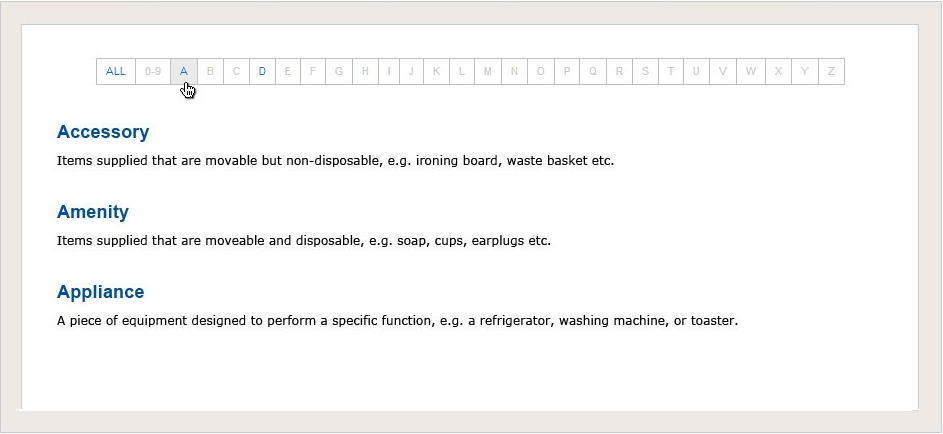 ALL 0-9 A B C D E F G H I J K L M N O P Q R S T U V W X Y Z
Accessory
Items supplied that are movable but non-disposable, e.g. ironing board, waste basket etc.
Amenity
Items supplied that are moveable and disposable, e.g. soap, cups, earplugs etc.
Appliance
A piece of equipment designed to perform a specific function, e.g. a refrigerator, washing machine, or toaster.